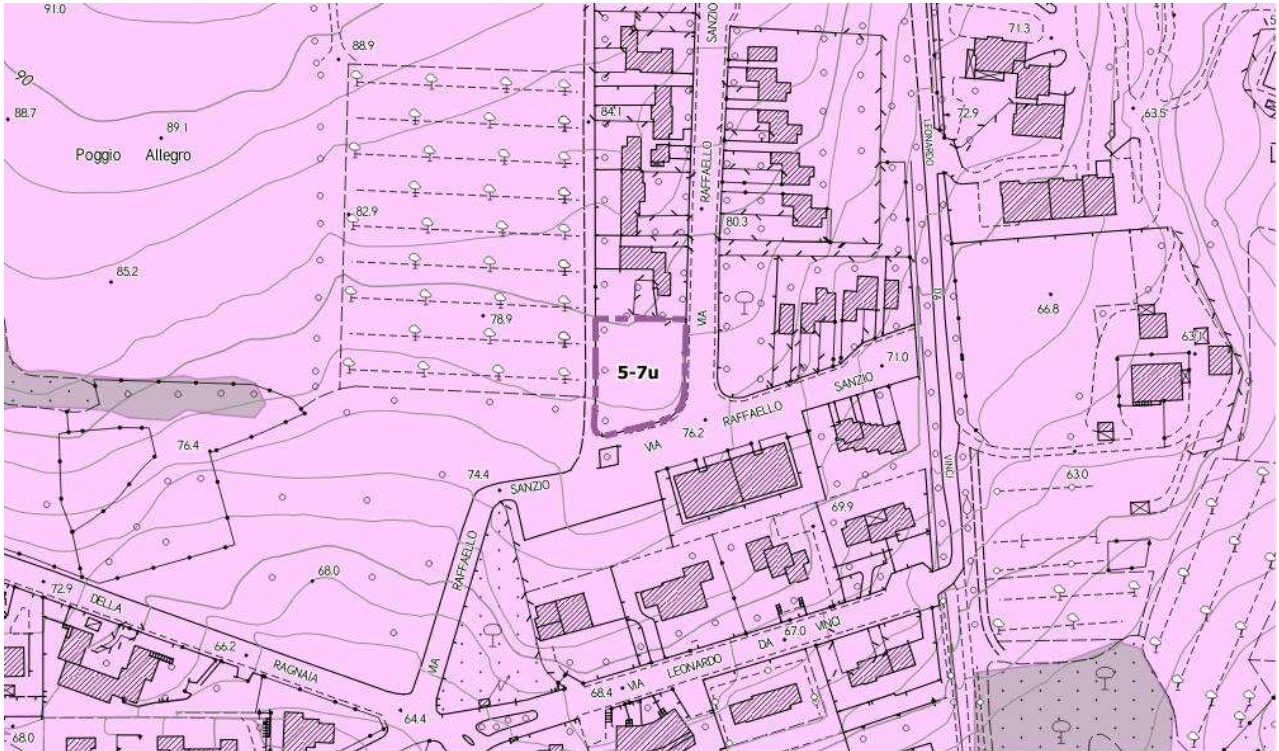 91.0
SANZIO
71.3
88.9
90
88.7
84.1
72.9
63.5
89.1
LEONARDO
Poggio Allegro
RAFFAELLO
82.9
80.3
85.2
DA
66.8
78.9
VIA
71.0
5-7u
SANZIO
RAFFAELLO
76.2
VIA
76.4
74.4
SANZIO
VINCI
63.0
69.9
RAFFAELLO
68.0
72.9
DELLA
67.0
VINCI
DA
66.2
RAGNAIA
VIA
LEONARDO
VIA
68.4
64.4
68.0